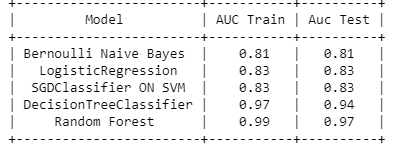 Model | AUC Train | Auc Test
Bernoulli Naive Bayes | 0.81 | 0.81
LogisticRegression | 0.83 | 0.83
SGDClassifier ON SVM | 0.83 | 0.83
DecisionTreeClassifier | 0.97 | 0.94
Random Forest | 0.99 | 0.97